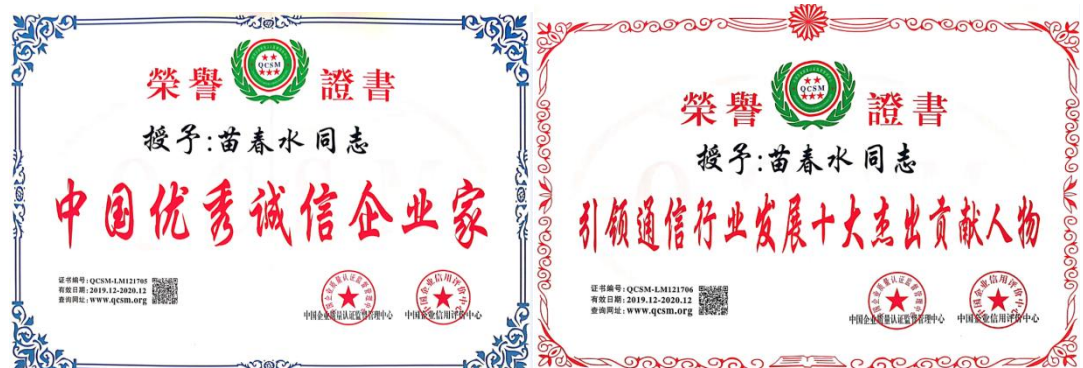 榮譽證書
QCSM
授予:苗春水同志
中国优秀诚信企业家
证书编号:QCSM-LM121705
有效日期:2019.12-2020.12
查询网址:www.qcsm.org
中国企业质量认证监督管理中心
中国企业信用评价中心
榮譽證書
QCSM
授予:苗春水同志
引领通信行业发展十大杰出贡献人物
证书编号:QCSM-LM121706
有效日期:2019.12-2020.12
查询网址:www.qcsm.org
中国企业质量认证监督管理中心
中国企业信用评价中心